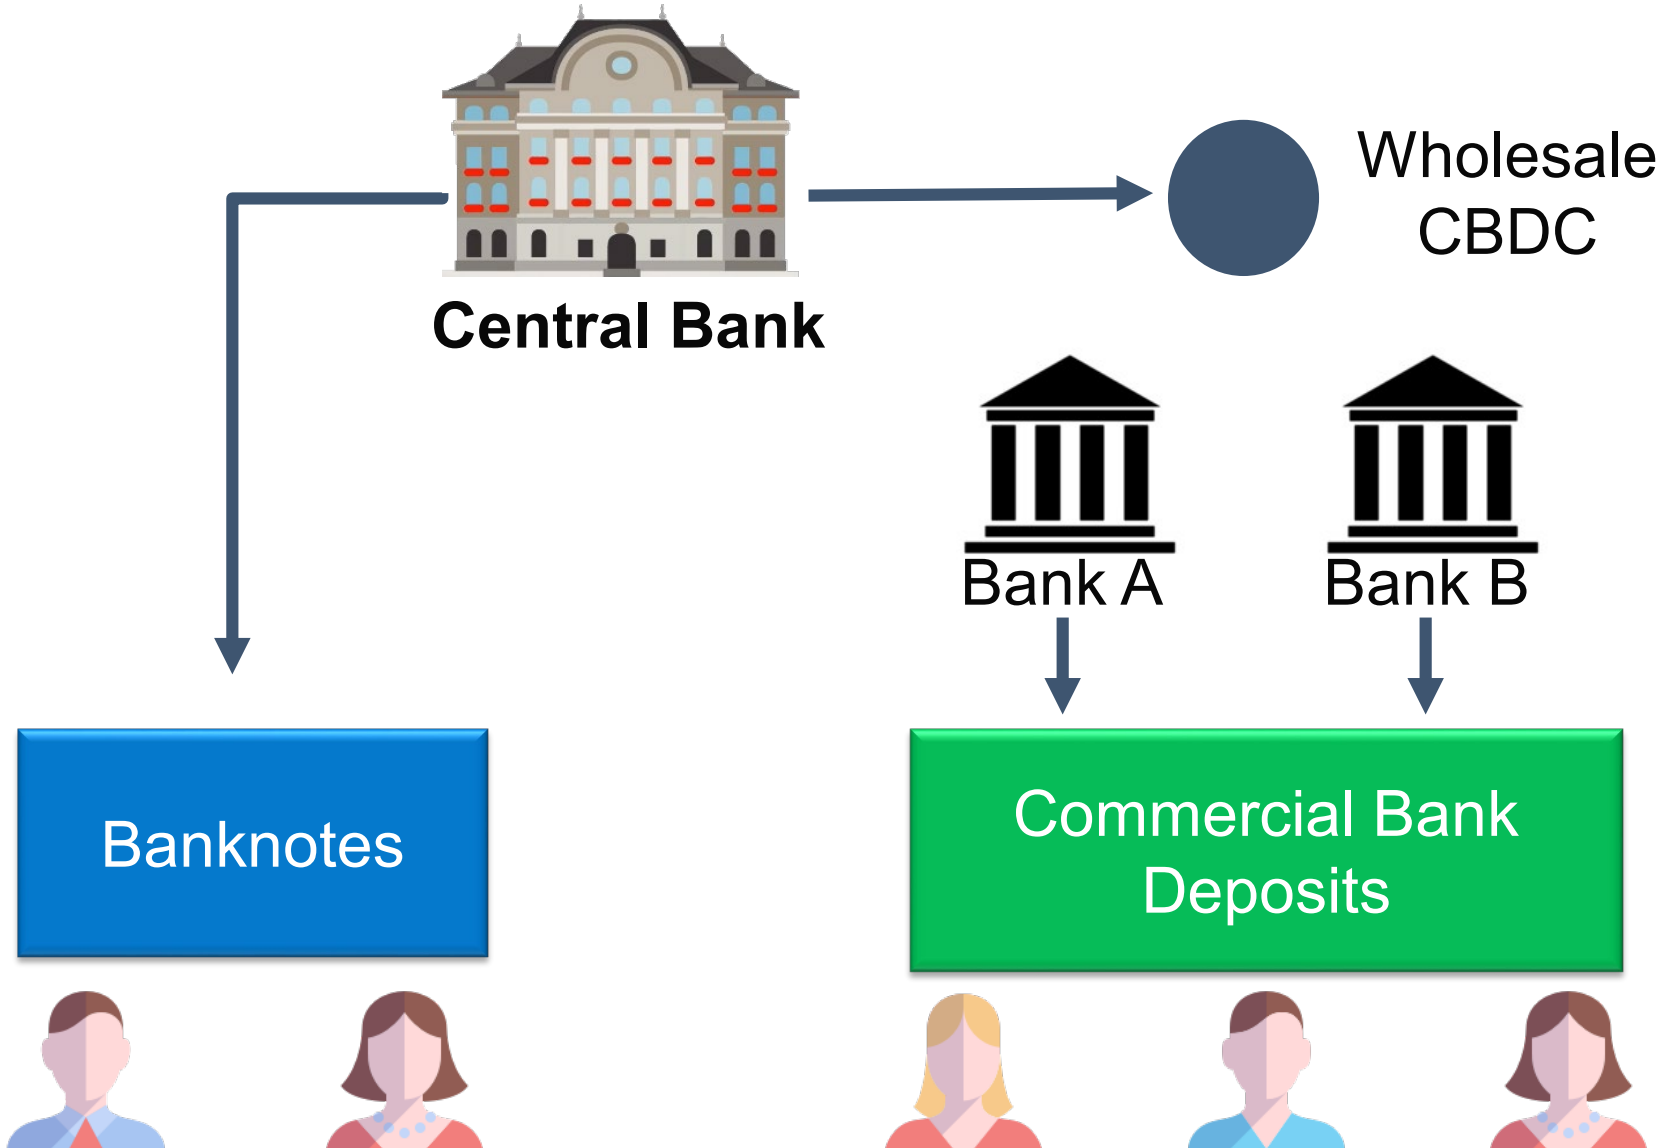 Wholesale
CBDC
Central Bank
Bank A
Bank B
Banknotes
Commercial Bank
Deposits